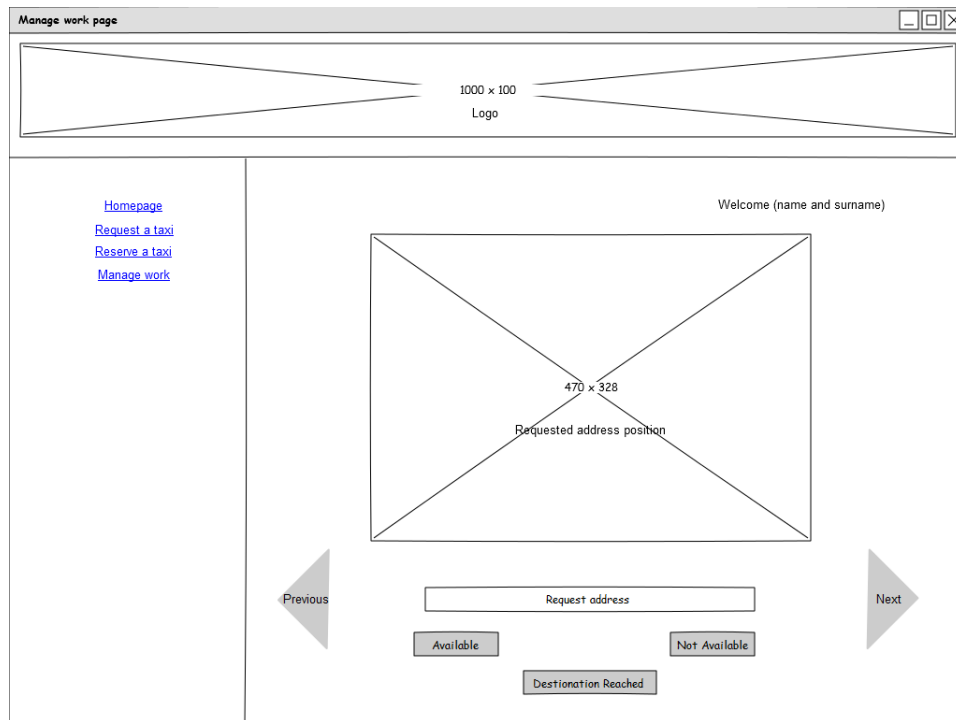 Manage work page
1000 x 100
Logo
Homepage
Request a taxi
Reserve a taxi
Manage work
Welcome (name and surname)
470 x 328
Requested address position
Previous
Request address
Next
Available
Not Available
Destionation Reached